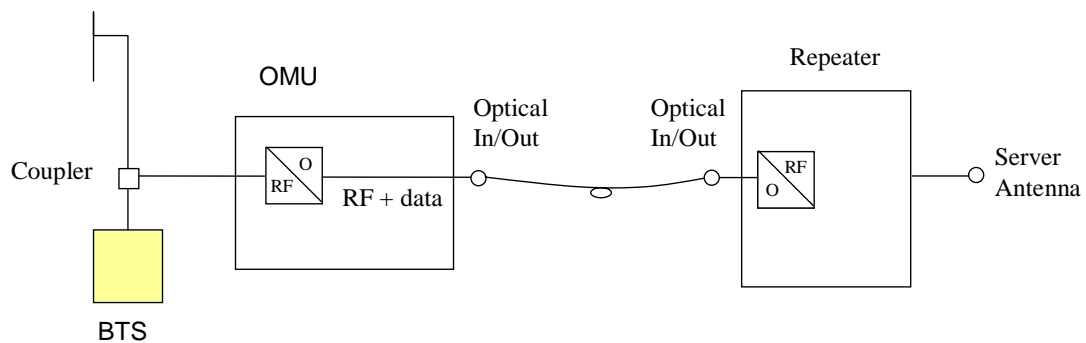 Repeater
OMU
Optical
In/Out
Optical
In/Out
Coupler
O
RF
RF + data
RF
O
Server
Antenna
BTS